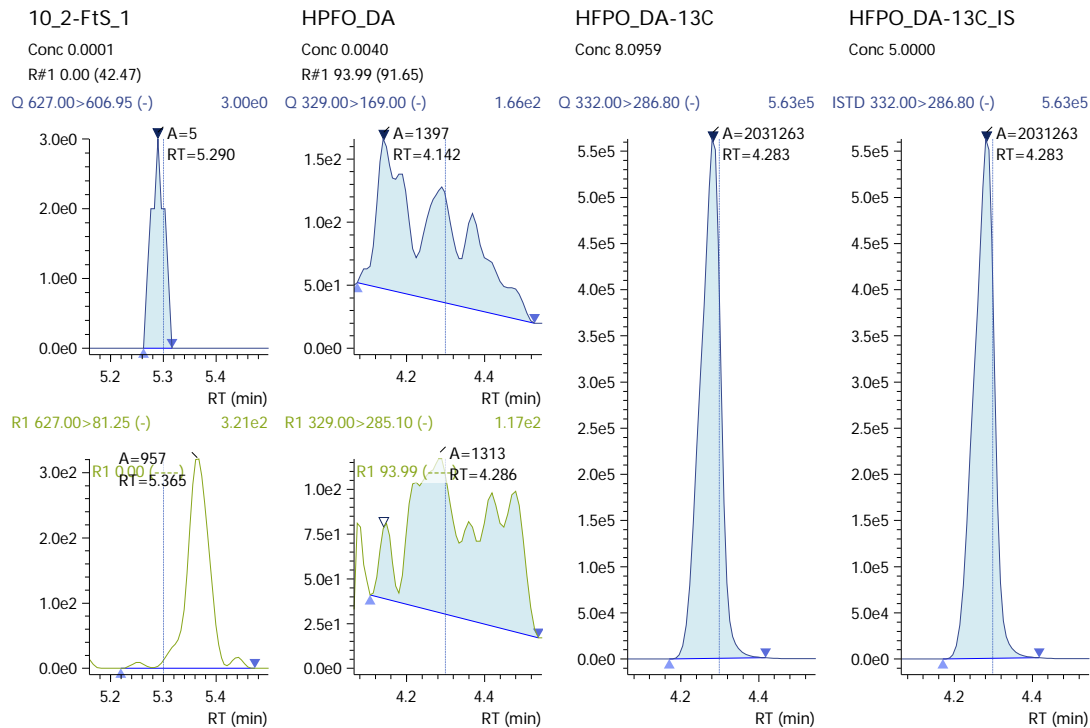 10_2-FtS_1
Conc 0.0001
R#1 0.00 (42.47)
Q 627.00>606.95 (-) 3.00e0
A=5
RT=5.290
3.0e0
2.0e0
1.0e0
0.0e0
5.2 5.3 5.4
RT (min)
R1 627.00>81.25 (-) 3.21e2
A=957
R1 0.00 (----)
RT=5.365
3.0e2
2.0e2
1.0e2
0.0e0
5.2 5.3 5.4
RT (min)
HPFO_DA
Conc 0.0040
R#1 93.99 (91.65)
Q 329.00>169.00 (-) 1.66e2
A=1397
RT=4.142
1.5e2
1.0e2
5.0e1
0.0e0
4.2 4.4
RT (min)
R1 329.00>285.10 (-) 1.17e2
A=1313
R1 93.99 (----)
RT=4.286
1.0e2
7.5e1
5.0e1
2.5e1
0.0e0
4.2 4.4
RT (min)
HFPO_DA-13C
Conc 8.0959
Q 332.00>286.80 (-) 5.63e5
A=2031263
RT=4.283
5.5e5
5.0e5
4.5e5
4.0e5
3.5e5
3.0e5
2.5e5
2.0e5
1.5e5
1.0e5
5.0e4
0.0e0
4.2 4.4
RT (min)
HFPO_DA-13C_IS
Conc 5.0000
ISTD 332.00>286.80 (-) 5.63e5
A=2031263
RT=4.283
5.5e5
5.0e5
4.5e5
4.0e5
3.5e5
3.0e5
2.5e5
2.0e5
1.5e5
1.0e5
5.0e4
0.0e0
4.2 4.4
RT (min)